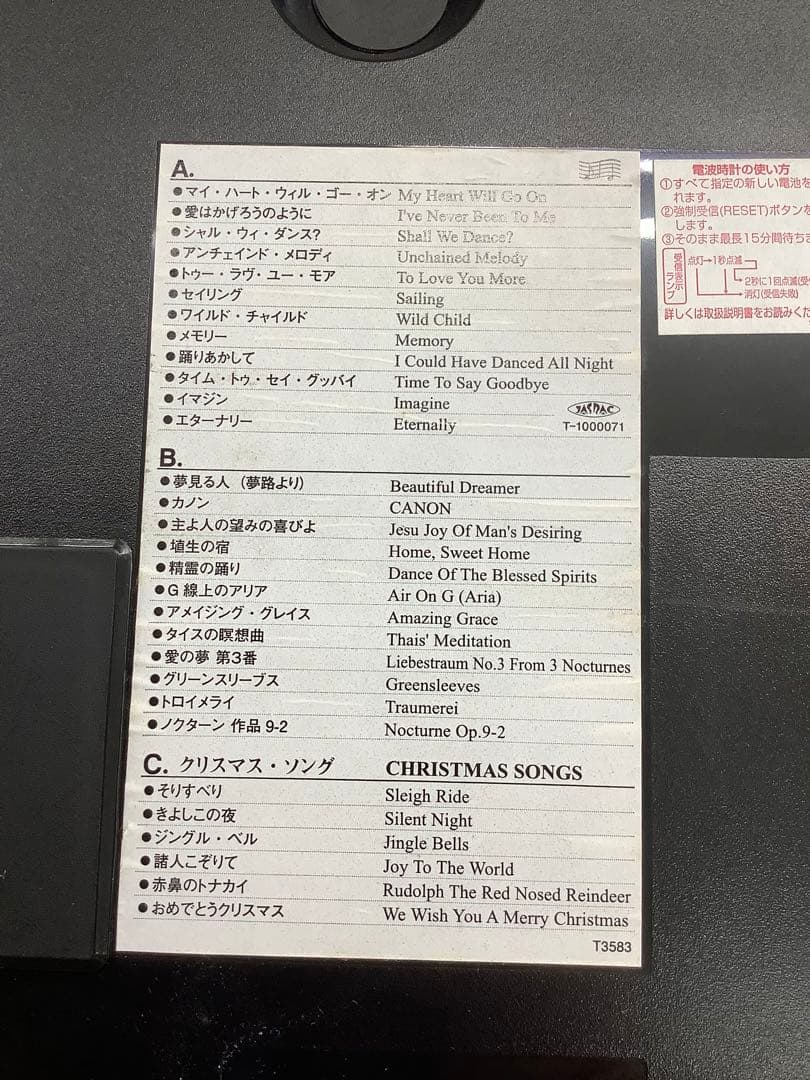 A.
●マイ・ハート・ウィル・ゴー・オン My Heart Will Go On
●愛はかげろうのように I've Never Been To Me
●シャル・ウィ・ダンス? Shall We Dance?
●アンチェインド・メロディ Unchained Melody
●トゥー・ラヴ・ユー・モア To Love You More
●セイリング Sailing
●ワイルド・チャイルド Wild Child
●メモリー Memory
●踊りあかして I Could Have Danced All Night
●タイム・トゥ・セイ・グッバイ Time To Say Goodbye
●イマジン Imagine JASRAC
●エターナリー Eternally T-1000071
B.
●夢見る人 (夢路より) Beautiful Dreamer
●カノン CANON
●主よ人の望みの喜びよ Jesu Joy Of Man's Desiring
●埴生の宿 Home, Sweet Home
●精霊の踊り Dance Of The Blessed Spirits
●G 線上のアリア Air On G (Aria)
●アメイジング・グレイス Amazing Grace
●タイスの瞑想曲 Thais' Meditation
●愛の夢 第3番 Liebestraum No.3 From 3 Nocturnes
●グリーンスリーブス Greensleeves
●トロイメライ Traumerei
●ノクターン 作品 9-2 Nocturne Op.9-2
C. クリスマス・ソング CHRISTMAS SONGS
●そりすべり Sleigh Ride
●きよしこの夜 Silent Night
●ジングル・ベル Jingle Bells
●諸人こぞりて Joy To The World
●赤鼻のトナカイ Rudolph The Red Nosed Reindeer
●おめでとうクリスマス We Wish You A Merry Christmas
T3583
電波時計の使い方
①すべて指定の新しい電池を
れます。
②強制受信(RESET)ボタンを
します。
③そのまま最長15分間待ちま
受信表示ランプ
点灯→1秒点滅
2秒に1回点滅(受信
消灯(受信失敗)
詳しくは取扱説明書をお読みくだ